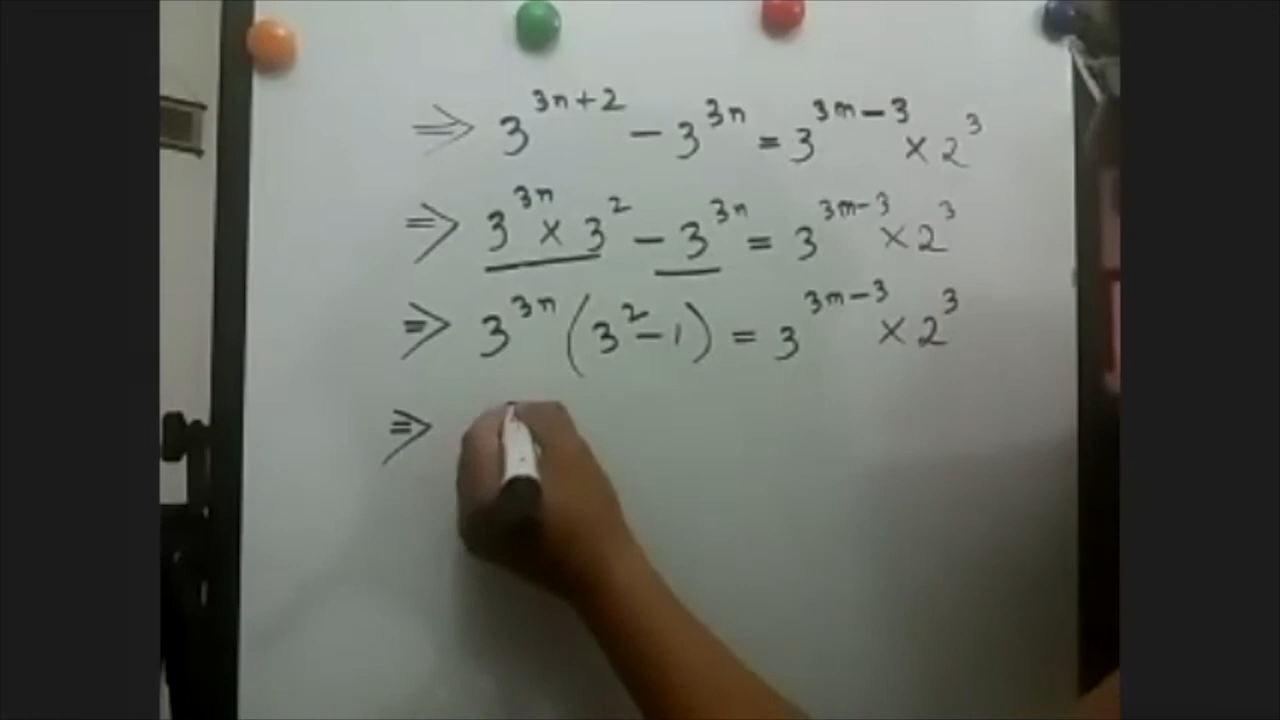 ⇒ 3^{3n+2} - 3^{3n} = 3^{3m-3} × 2^3
⇒ 3^{3n} × 3^2 - 3^{3n} = 3^{3m-3} × 2^3
⇒ 3^{3n} (3^2 - 1) = 3^{3m-3} × 2^3
⇒